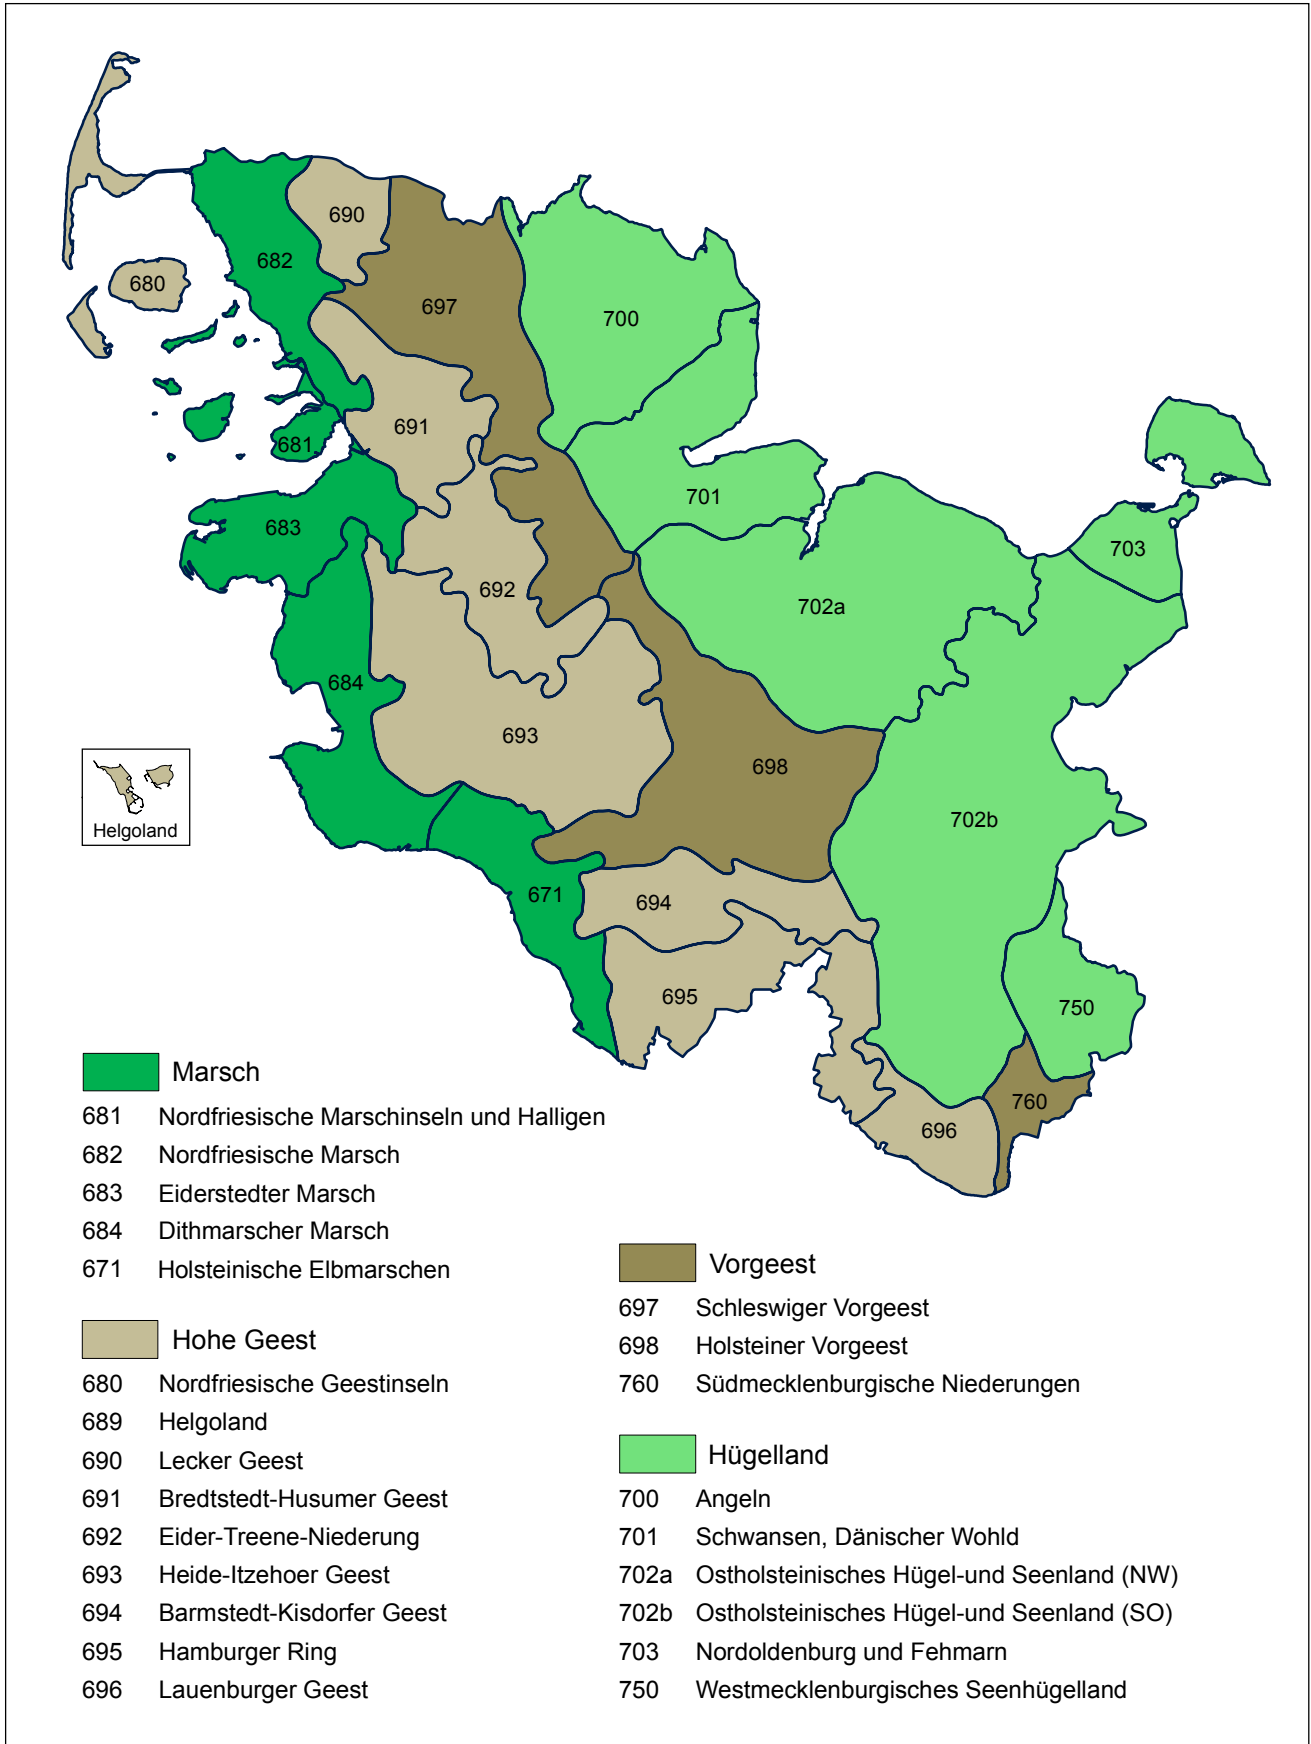 690
682
680
697
700
691
681
701
683
703
692
702a
684
693
698
702b
Helgoland
671
694
695
750
760
696
Marsch
681 Nordfriesische Marschinseln und Halligen
682 Nordfriesische Marsch
683 Eiderstedter Marsch
684 Dithmarscher Marsch
671 Holsteinische Elbmarschen
Hohe Geest
680 Nordfriesische Geestinseln
689 Helgoland
690 Lecker Geest
691 Bredtstedt-Husumer Geest
692 Eider-Treene-Niederung
693 Heide-Itzehoer Geest
694 Barmstedt-Kisdorfer Geest
695 Hamburger Ring
696 Lauenburger Geest
Vorgeest
697 Schleswiger Vorgeest
698 Holsteiner Vorgeest
760 Südmecklenburgische Niederungen
Hügelland
700 Angeln
701 Schwansen, Dänischer Wohld
702a Ostholsteinisches Hügel-und Seenland (NW)
702b Ostholsteinisches Hügel-und Seenland (SO)
703 Nordoldenburg und Fehmarn
750 Westmecklenburgisches Seenhügelland